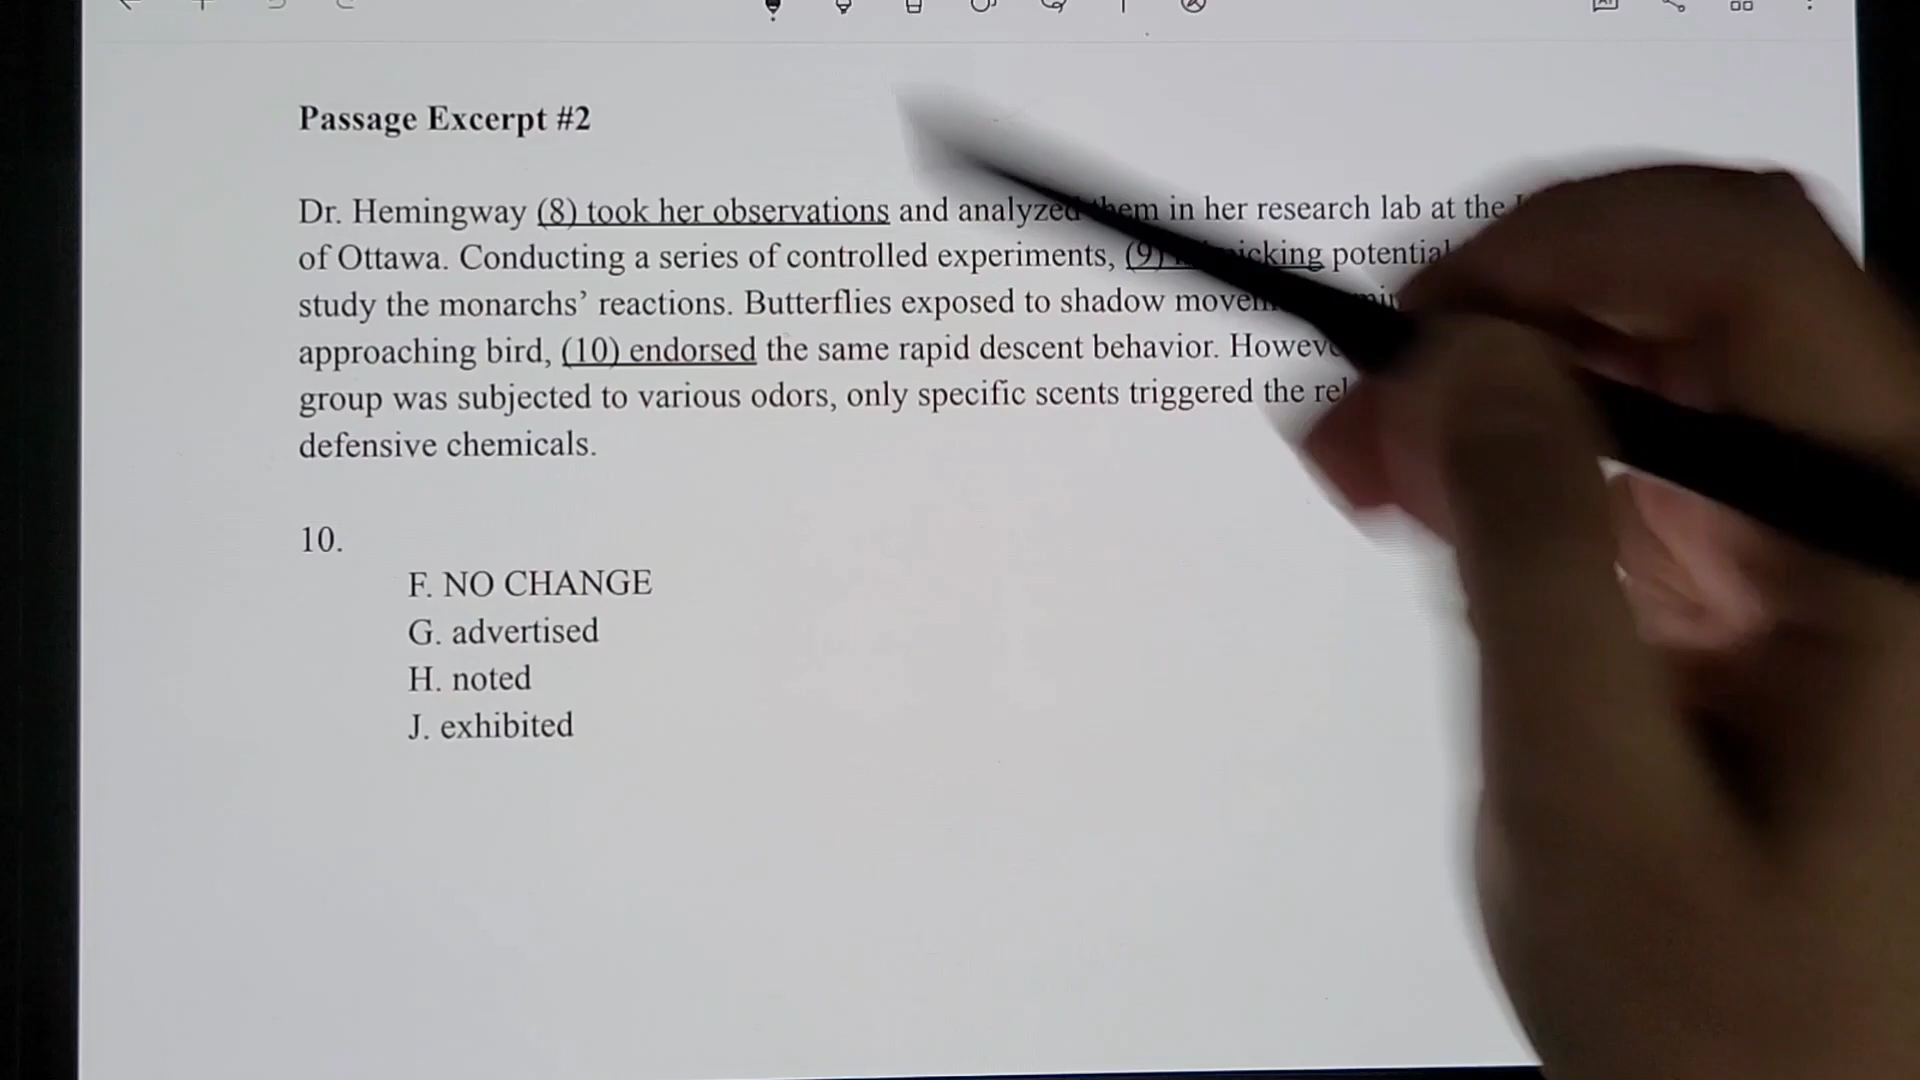 Passage Excerpt #2
Dr. Hemingway (8) took her observations and analyzed them in her research lab at the
of Ottawa. Conducting a series of controlled experiments, (9) potential
study the monarchs’ reactions. Butterflies exposed to shadow
approaching bird, (10) endorsed the same rapid descent behavior.
group was subjected to various odors, only specific scents triggered the
defensive chemicals.
10.
F. NO CHANGE
G. advertised
H. noted
J. exhibited